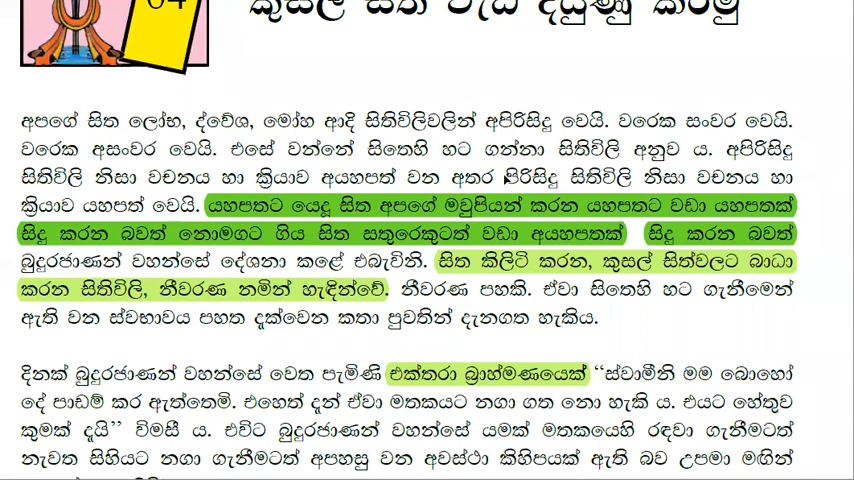 04
කුසල් සිත් වැඩි දියුණු කරමු
අපගේ සිත ලෝභ, ද්වේශ, මෝහ ආදි සිතිවිලිවලින් අපිරිසිදු වෙයි. වරෙක සංවර වෙයි.
වරෙක අසංවර වෙයි. එසේ වන්නේ සිතෙහි හට ගන්නා සිතිවිලි අනුව ය. අපිරිසිදු
සිතිවිලි නිසා වචනය හා ක්‍රියාව අයහපත් වන අතර පිරිසිදු සිතිවිලි නිසා වචනය හා
ක්‍රියාව යහපත් වෙයි. යහපතට යෙදූ සිත අපගේ මවුපියන් කරන යහපතට වඩා යහපතක්
සිදු කරන බවත් නොමගට ගිය සිත සතුරෙකුටත් වඩා අයහපතක් සිදු කරන බවත්
බුදුරජාණන් වහන්සේ දේශනා කළේ එබැවිනි. සිත කිලිටි කරන, කුසල් සිත්වලට බාධා
කරන සිතිවිලි, නීවරණ නමින් හැඳින්වේ. නීවරණ පහකි. ඒවා සිතෙහි හට ගැනීමෙන්
ඇති වන ස්වභාවය පහත දැක්වෙන කතා පුවතින් දැනගත හැකිය.
දිනක් බුදුරජාණන් වහන්සේ වෙත පැමිණි එක්තරා බ්‍රාහ්මණයෙක් “ස්වාමීනි මම බොහෝ
දේ පාඩම් කර ඇත්තෙමි. එහෙත් දැන් ඒවා මතකයට නගා ගත නො හැකි ය. එයට හේතුව
කුමක් දැයි” විමසී ය. එවිට බුදුරජාණන් වහන්සේ යමක් මතකයෙහි රඳවා ගැනීමටත්
නැවත සිහියට නගා ගැනීමටත් අපහසු වන අවස්ථා කිහිපයක් ඇති බව උපමා මඟින්